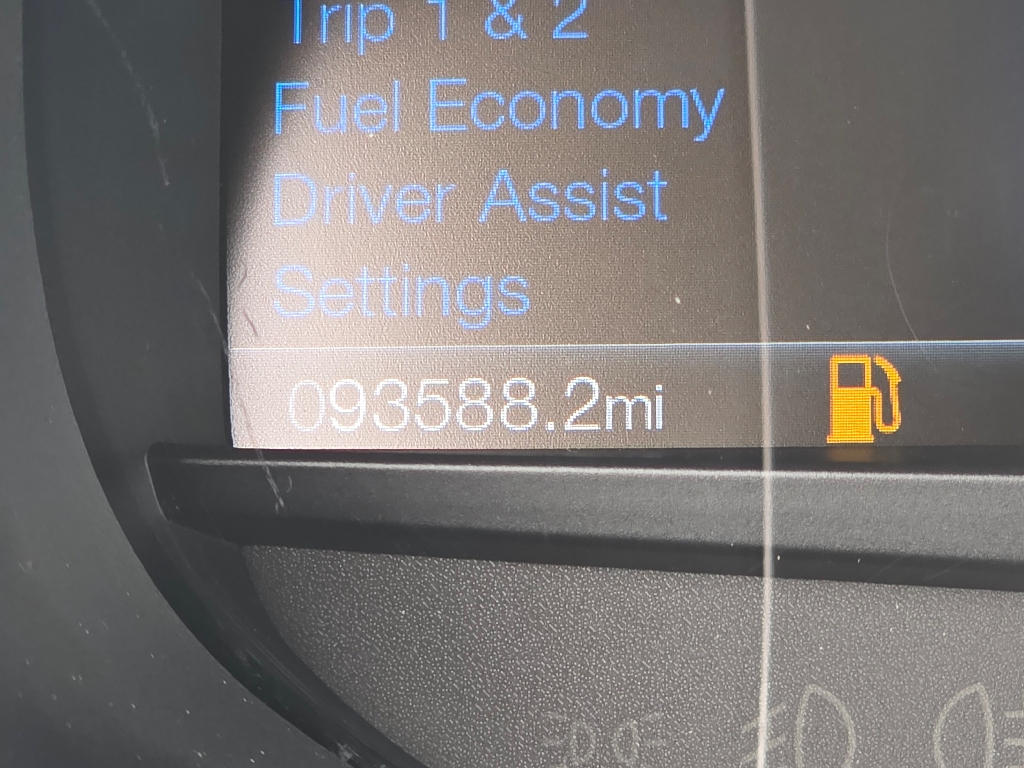 Trip 1 & 2
Fuel Economy
Driver Assist
Settings
093588.2mi